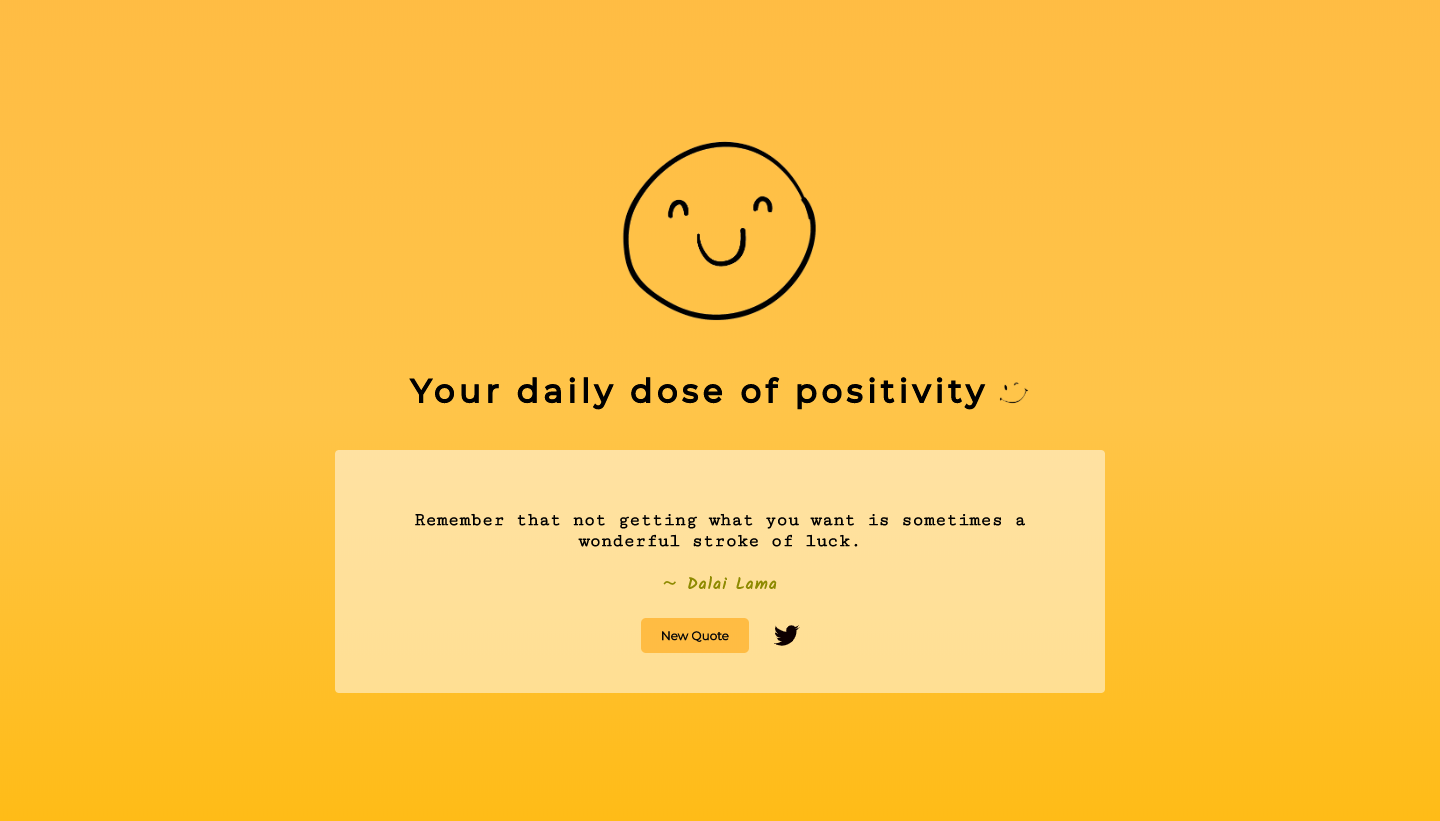 Your daily dose of positivity
Remember that not getting what you want is sometimes a
wonderful stroke of luck.
~ Dalai Lama
New Quote